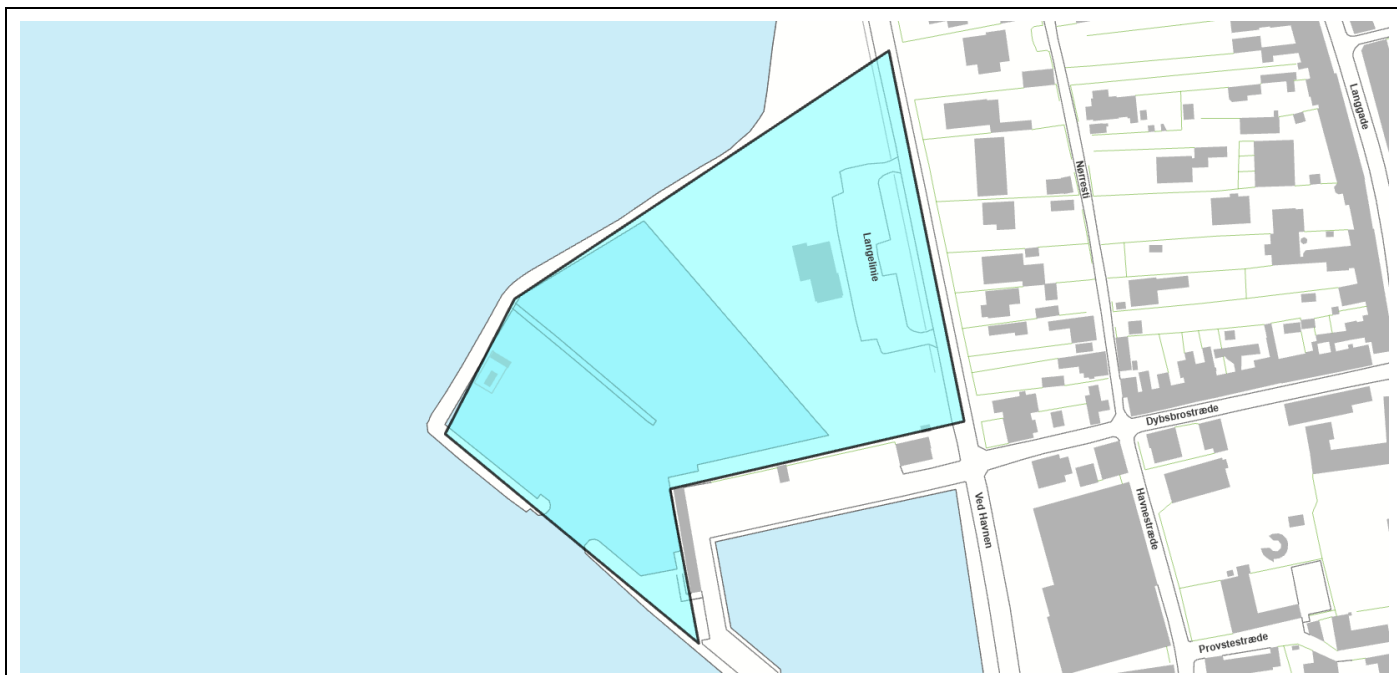 Langgade
Nørresti
Langelinie
Dybsbrostræde
Ved Havnen
Havnestræde
Provstestræde